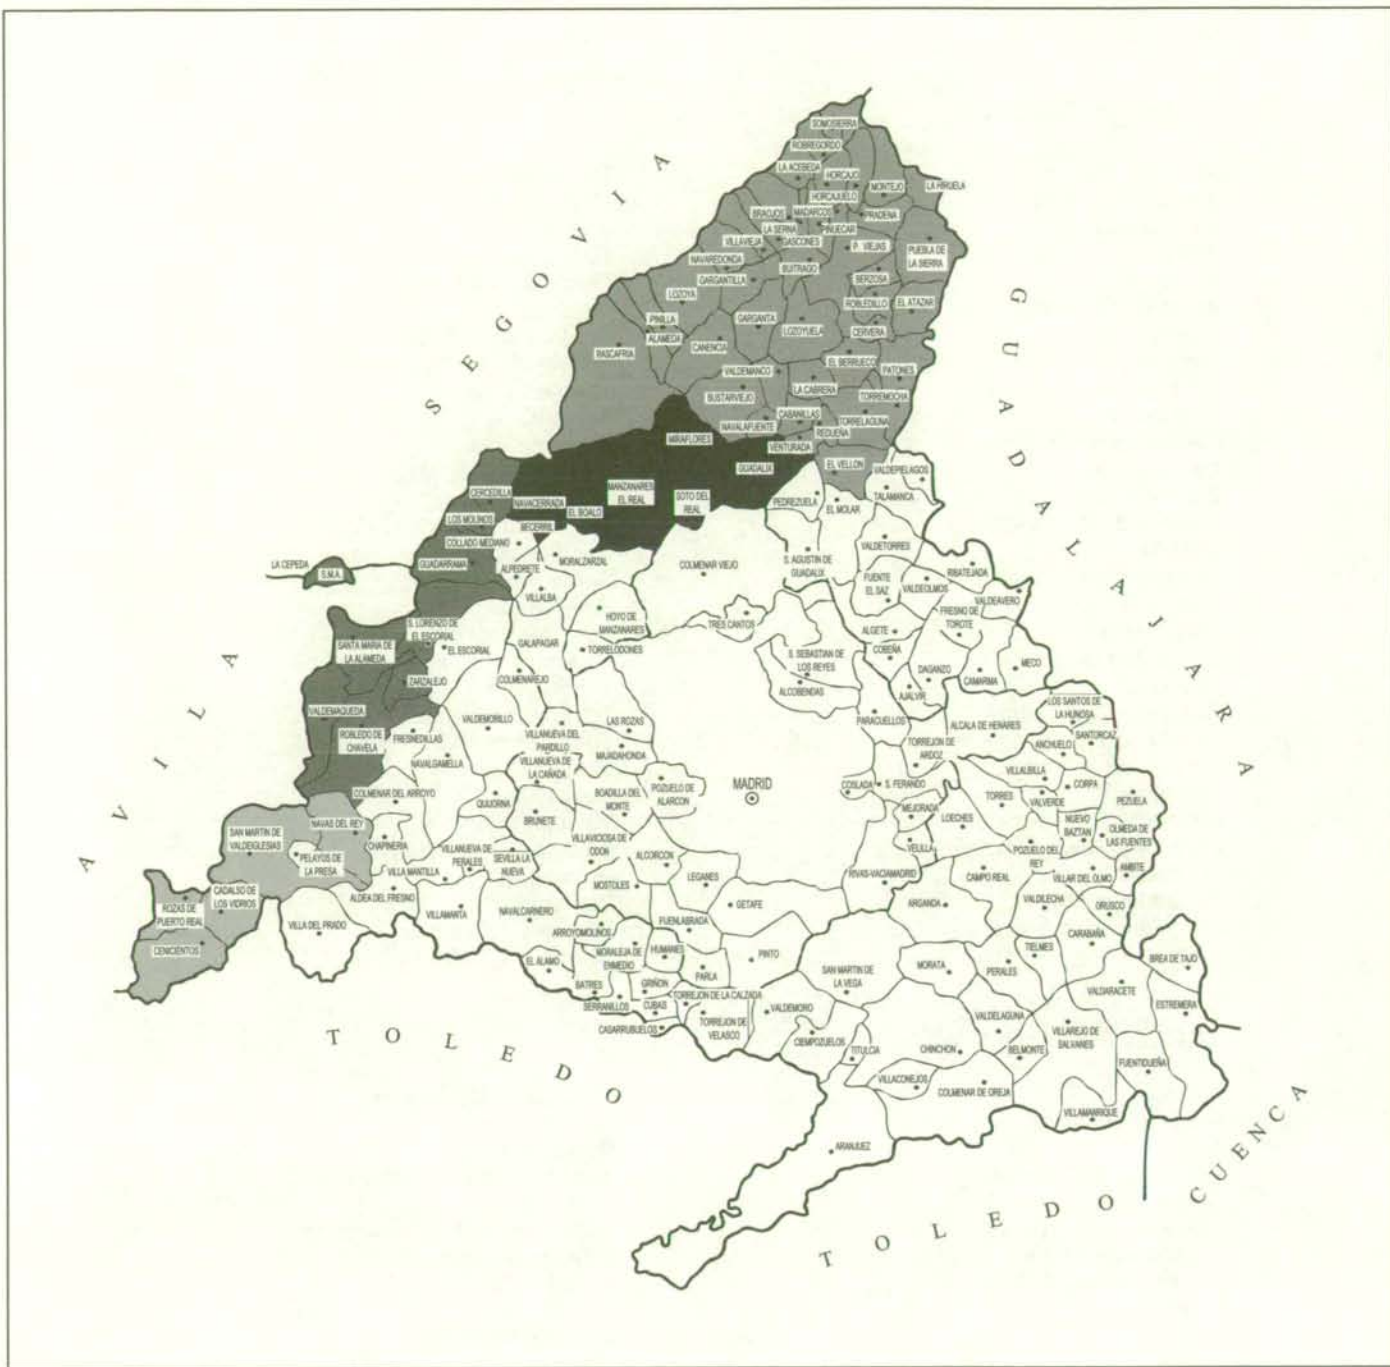 SEGOVIA
GUADALAJARA
AVILA
TOLEDO
TOLEDO
CUENCA
SOMOSIERRA
ROBREGORDO
LA ACEBEDA
HORCAJO
HORCAJUELO
MONTEJO
LA HIRUELA
BRAOJOS
MADARCOS
PRADENA
LA SERNA
PIÑUECAR
VILLAVIEJA
GASCONES
P. VIEJAS
PUEBLA DE
LA SIERRA
NAVAREDONDA
BUITRAGO
GARGANTILLA
BERZOSA
LOZOYA
ROBLEDILLO
EL ATAZAR
PINILLA
GARGANTA
LOZOYUELA
ALAMEDA
CERVERA
RASCAFRIA
CANENCIA
EL BERRUECO
VALDEMANCO
PATONES
LA CABRERA
BUSTARVIEJO
TORREMOCHA
CABANILLAS
TORRELAGUNA
NAVALAFUENTE
REDUEÑA
MIRAFLORES
VENTURADA
GUADALIX
EL VELLON
VALDEPIELAGOS
CERCEDILLA
MANZANARES
EL REAL
SOTO DEL
REAL
PEDREZUELA
TALAMANCA
NAVACERRADA
EL BOALO
EL MOLAR
LOS MOLINOS
BECERRIL
COLLADO MEDIANO
VALDETORRES
MORALZARZAL
LA CEPEDA
S.M.A.
GUADARRAMA
ALPEDRETE
COLMENAR VIEJO
S. AGUSTIN DE
GUADALIX
FUENTE
EL SAZ
VALDEOLMOS
RIBATEJADA
VILLALBA
VALDEAVERO
HOYO DE
MANZANARES
TRES CANTOS
FRESNO DE
TOROTE
S. LORENZO DE
EL ESCORIAL
EL ESCORIAL
GALAPAGAR
TORRELODONES
ALGETE
COBEÑA
SANTA MARIA DE
LA ALAMEDA
S. SEBASTIAN DE
LOS REYES
DAGANZO
MECO
ZARZALEJO
COLMENAREJO
ALCOBENDAS
AJALVIR
CAMARMA
VALDEMAQUEDA
LOS SANTOS DE
LA HUMOSA
ROBLEDO DE
CHAVELA
FRESNEDILLAS
VALDEMORILLO
VILLANUEVA DEL
PARDILLO
LAS ROZAS
PARACUELLOS
ALCALA DE HENARES
SANTORCAZ
NAVALGAMELLA
MAJADAHONDA
TORREJON DE
ARDOZ
ANCHUELO
VILLANUEVA DE
LA CAÑADA
VILLALBILLA
CORPA
COLMENAR DEL ARROYO
QUIJORNA
BOADILLA DEL
MONTE
POZUELO DE
ALARCON
MADRID
COSLADA
S. FERANDO
TORRES
VALVERDE
PEZUELA
NAVAS DEL REY
BRUNETE
MEJORADA
LOECHES
NUEVO
BAZTAN
OLMEDA DE
LAS FUENTES
SAN MARTIN DE
VALDEIGLESIAS
CHAPINERIA
VILLAVICIOSA DE
ODON
VELILLA
POZUELO DEL
REY
PELAYOS DE
LA PRESA
VILLANUEVA DE
PERALES
SEVILLA LA
NUEVA
ALCORCON
VILLA MANTILLA
LEGANES
RIVAS-VACIAMADRID
CAMPO REAL
VILLAR DEL OLMO
AMBITE
CADALSO DE
LOS VIDRIOS
ALDEA DEL FRESNO
MOSTOLES
GETAFE
ARGANDA
VALDILECHA
ORUSCO
ROZAS DE
PUERTO REAL
VILLA DEL PRADO
VILLAMANTA
NAVALCARNERO
FUENLABRADA
CARABAÑA
CENICIENTOS
ARROYOMOLINOS
TIELMES
EL ALAMO
MORALEJA DE
ENMEDIO
HUMANES
PARLA
PINTO
SAN MARTIN DE
LA VEGA
MORATA
PERALES
BREA DE TAJO
BATRES
GRIÑON
VALDARACETE
SERRANILLOS
CUBAS
TORREJON DE LA CALZADA
VALDEMORO
VALDELAGUNA
ESTREMERA
CASARRUBUELOS
TORREJON DE
VELASCO
CIEMPOZUELOS
VILLAREJO DE
SALVANES
TITULCIA
CHINCHON
BELMONTE
FUENTIDUEÑA
VILLACONEJOS
COLMENAR DE OREJA
VILLAMANRIQUE
ARANJUEZ